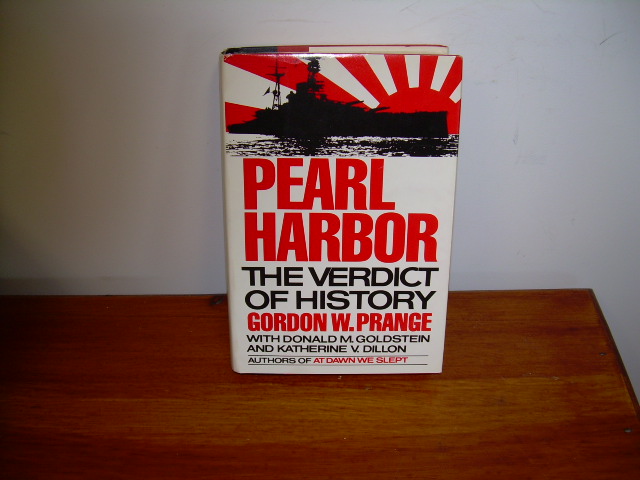 PEARL
HARBOR
THE VERDICT
OF HISTORY
GORDON W. PRANGE
WITH DONALD M. GOLDSTEIN
AND KATHERINE V. DILLON
AUTHORS OF AT DAWN WE SLEPT